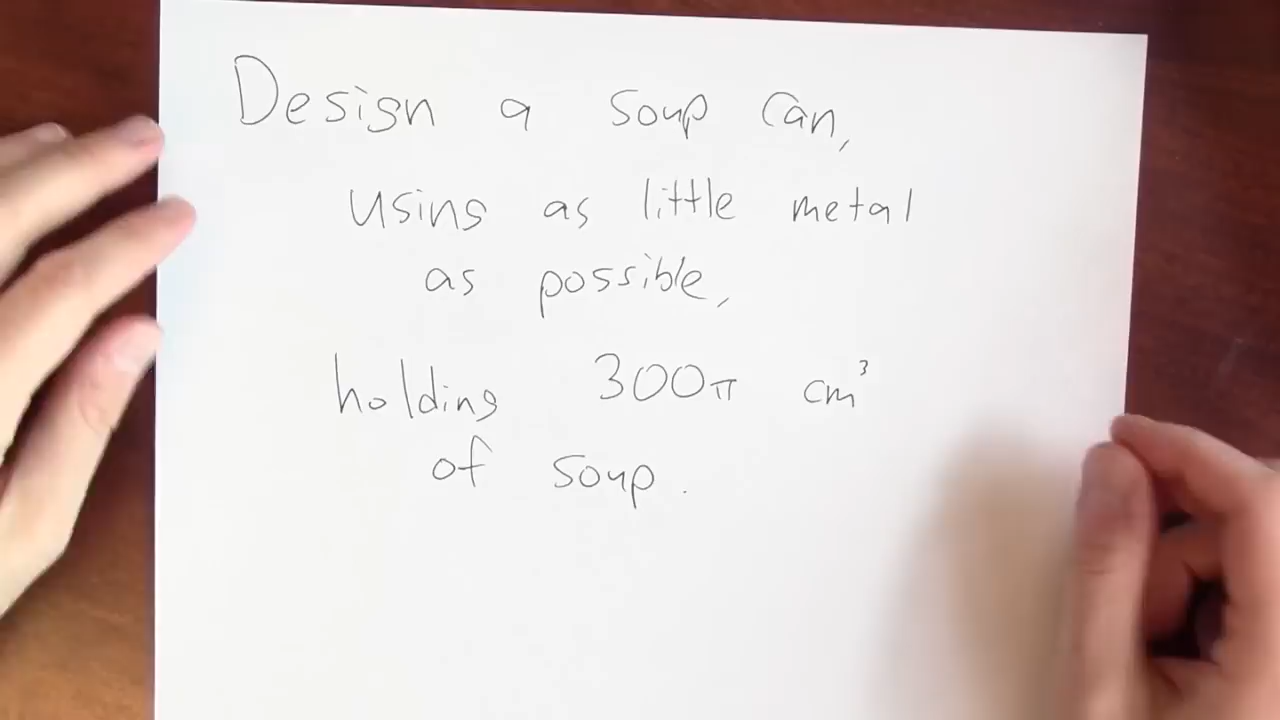 Design a soup can,
using as little metal
as possible,
holding 300π cm³
of soup.